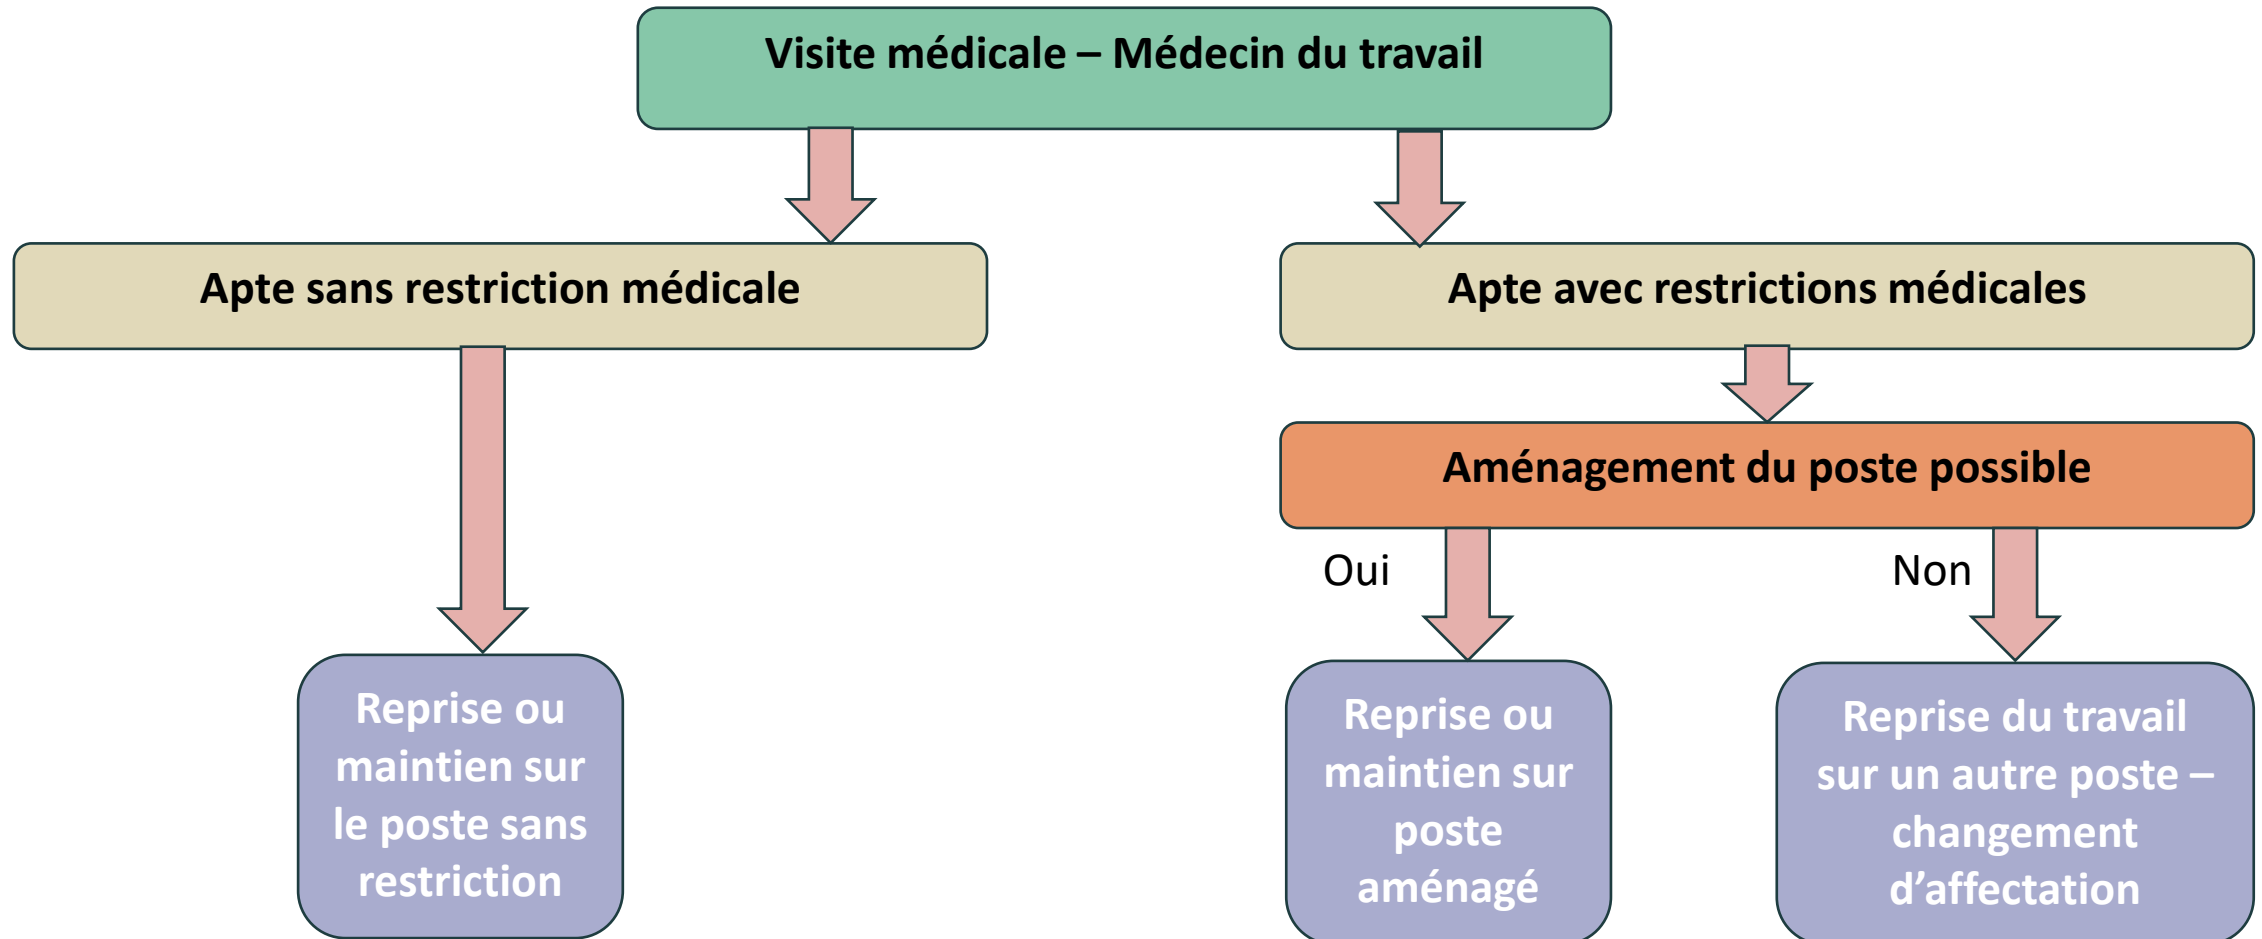 Visite médicale – Médecin du travail
Apte sans restriction médicale
Apte avec restrictions médicales
Aménagement du poste possible
Oui
Non
Reprise ou
maintien sur
le poste sans
restriction
Reprise ou
maintien sur
poste
aménagé
Reprise du travail
sur un autre poste –
changement
d’affectation